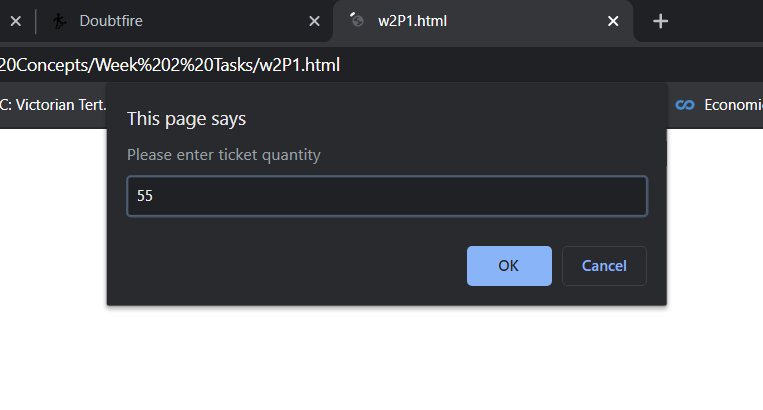 Doubtfire
w2P1.html
20Concepts/Week%202%20Tasks/w2P1.html
C: Victorian Tert.
Economi
This page says
Please enter ticket quantity
55
OK
Cancel